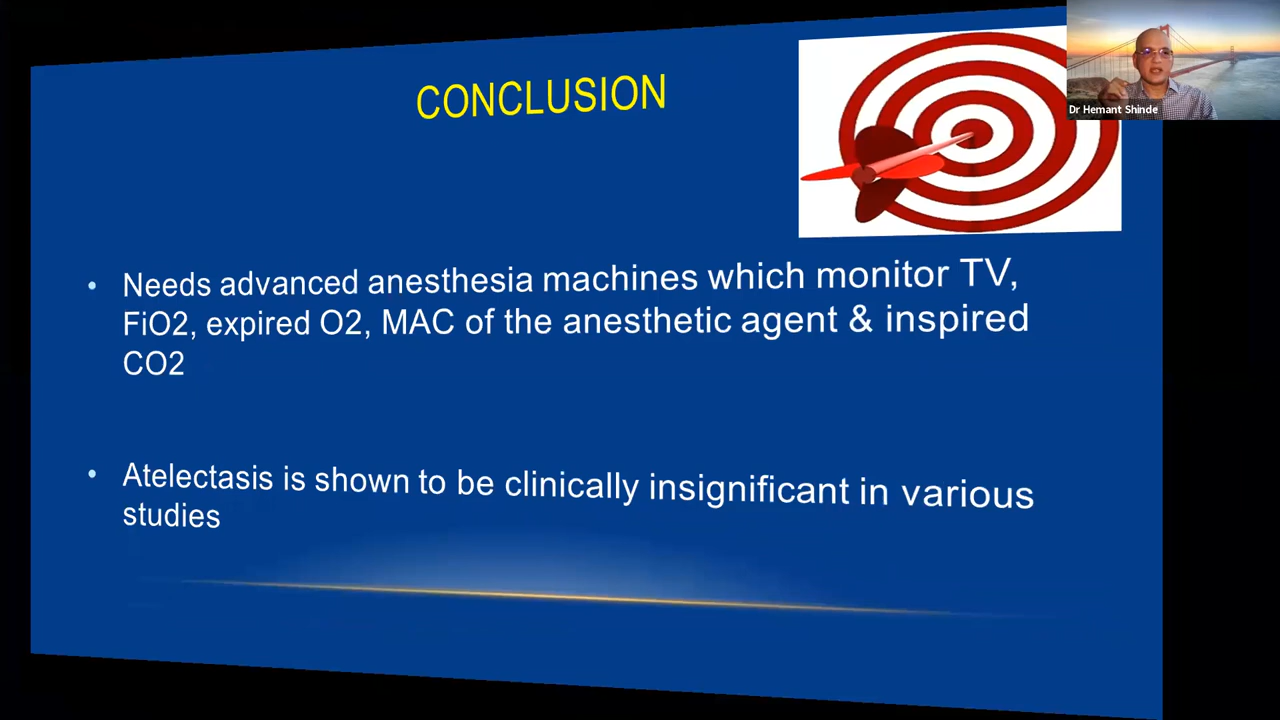 CONCLUSION
Dr Hemant Shinde
• Needs advanced anesthesia machines which monitor TV,
FiO2, expired O2, MAC of the anesthetic agent & inspired
CO2
• Atelectasis is shown to be clinically insignificant in various
studies